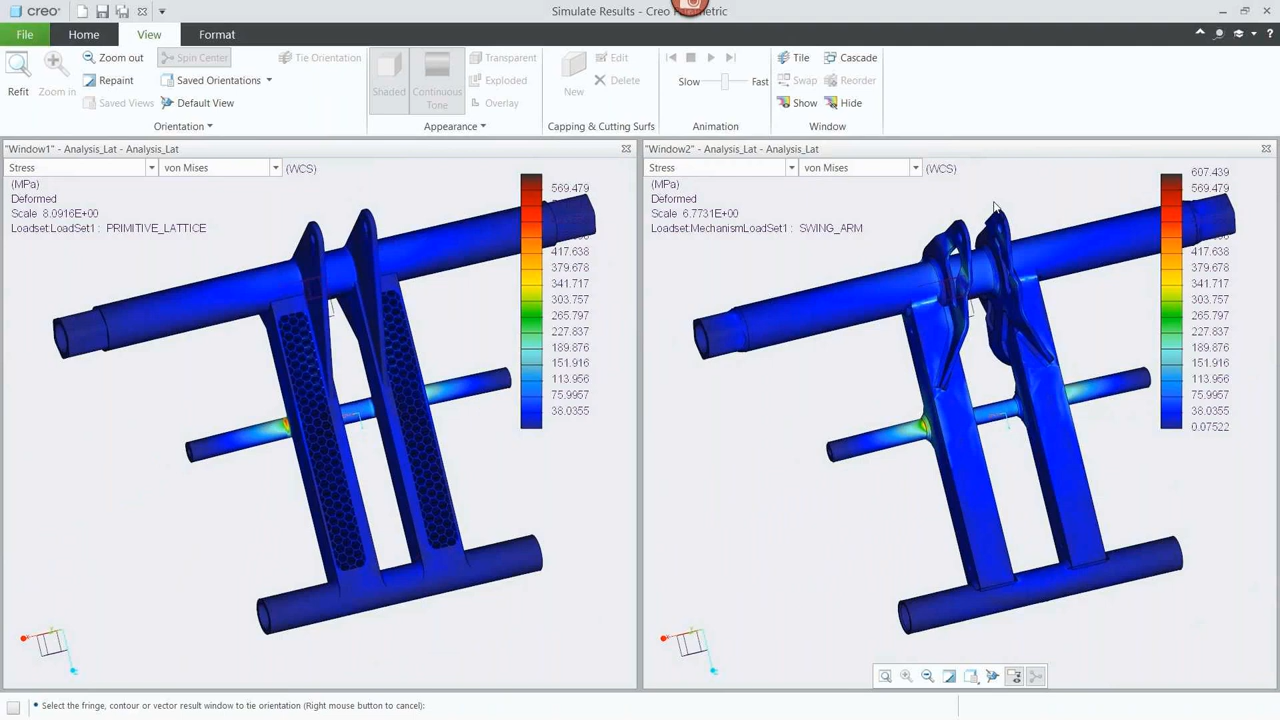 creo°
Simulate Results - Creo Parametric
File
Home
View
Format
Refit
Zoom in
Zoom out
Repaint
Saved Views
Spin Center
Saved Orientations
Default View
Tie Orientation
Orientation
Shaded
Continuous
Tone
Transparent
Exploded
Overlay
Appearance
New
Edit
Delete
Capping & Cutting Surfs
Slow
Fast
Animation
Tile
Cascade
Swap
Reorder
Show
Hide
Window
"Window1" - Analysis_Lat - Analysis_Lat
Stress
von Mises
(WCS)
(MPa)
Deformed
Scale 8.0916E+00
Loadset:LoadSet1 : PRIMITIVE_LATTICE
569.479
417.638
379.678
341.717
303.757
265.797
227.837
189.876
151.916
113.956
75.9957
38.0355
"Window2" - Analysis_Lat - Analysis_Lat
Stress
von Mises
(WCS)
(MPa)
Deformed
Scale 6.7731E+00
Loadset:MechanismLoadSet1 : SWING_ARM
607.439
569.479
417.638
379.678
341.717
303.757
265.797
227.837
189.876
151.916
113.956
75.9957
38.0355
0.07522
• Select the fringe, contour or vector result window to tie orientation (Right mouse button to cancel):